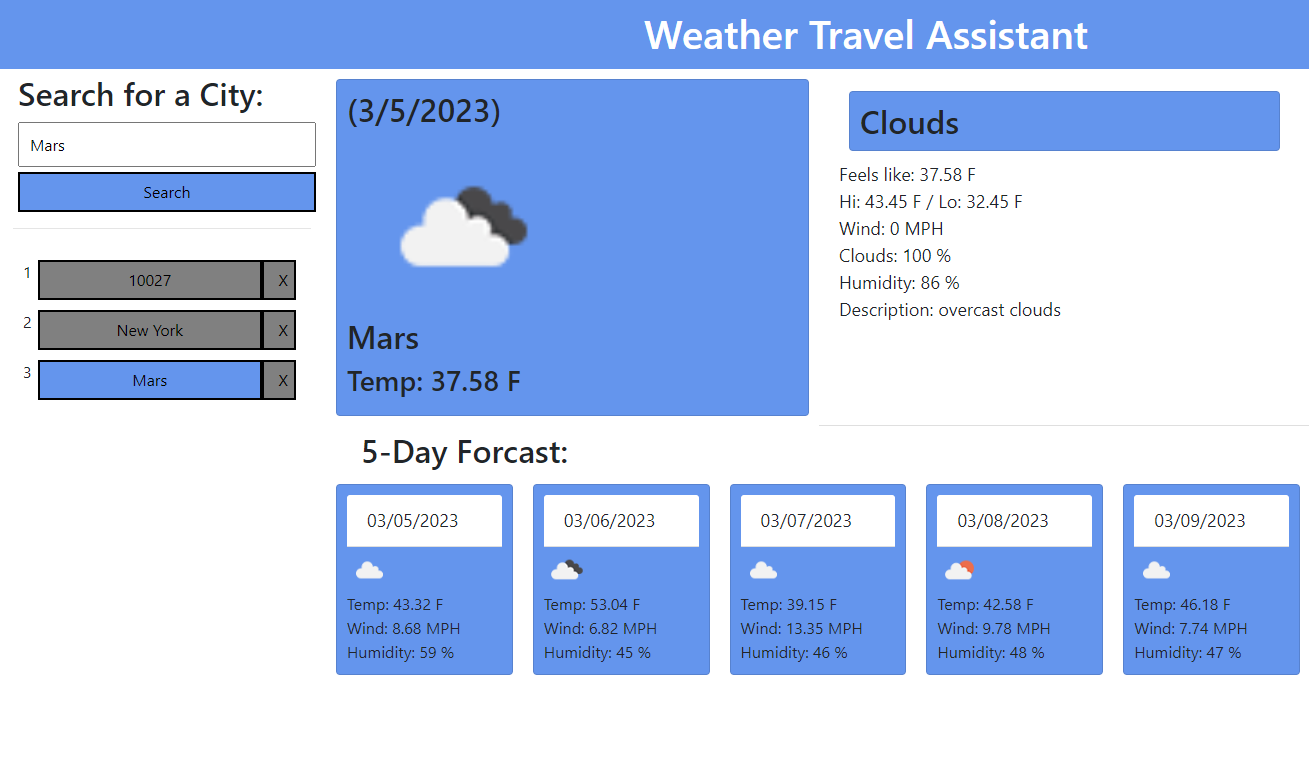 Weather Travel Assistant
Search for a City:
Mars
Search
1 10027 X
2 New York X
3 Mars X
(3/5/2023)
Mars
Temp: 37.58 F
Clouds
Feels like: 37.58 F
Hi: 43.45 F / Lo: 32.45 F
Wind: 0 MPH
Clouds: 100 %
Humidity: 86 %
Description: overcast clouds
5-Day Forcast:
03/05/2023
Temp: 43.32 F
Wind: 8.68 MPH
Humidity: 59 %
03/06/2023
Temp: 53.04 F
Wind: 6.82 MPH
Humidity: 45 %
03/07/2023
Temp: 39.15 F
Wind: 13.35 MPH
Humidity: 46 %
03/08/2023
Temp: 42.58 F
Wind: 9.78 MPH
Humidity: 48 %
03/09/2023
Temp: 46.18 F
Wind: 7.74 MPH
Humidity: 47 %